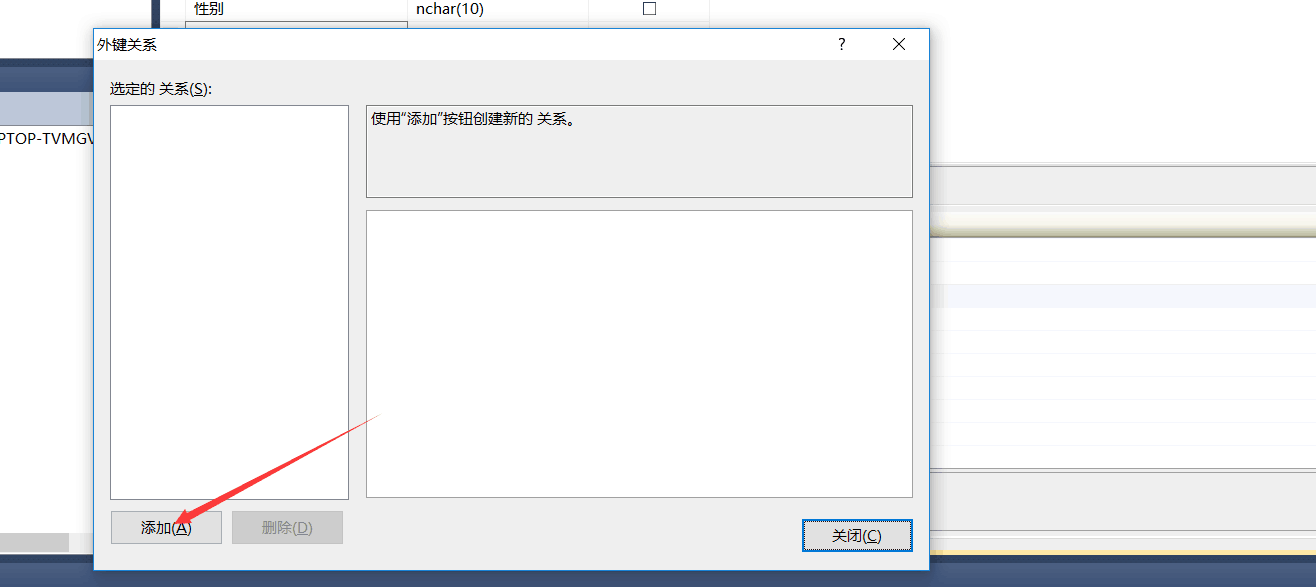 性别 nchar(10)
外键关系 ?
选定的 关系(S):
使用“添加”按钮创建新的 关系。
PTOP-TVMGV
添加(A) 删除(D)
关闭(C)